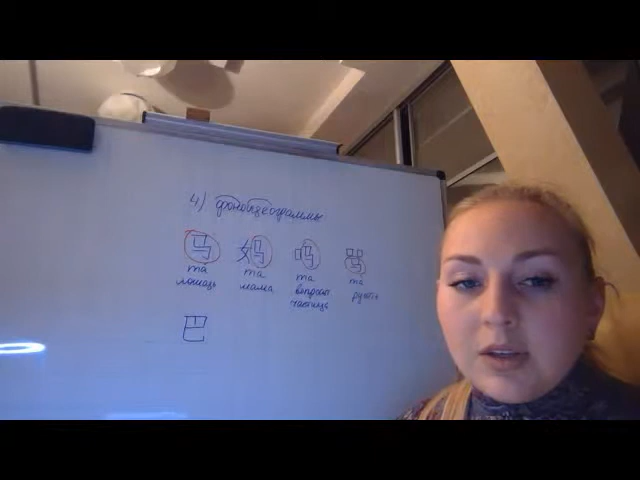 4) фоноидеограммы
马 妈 吗 骂
ma ma ma ma
лошадь мама вопрос. ругать
частица
巴